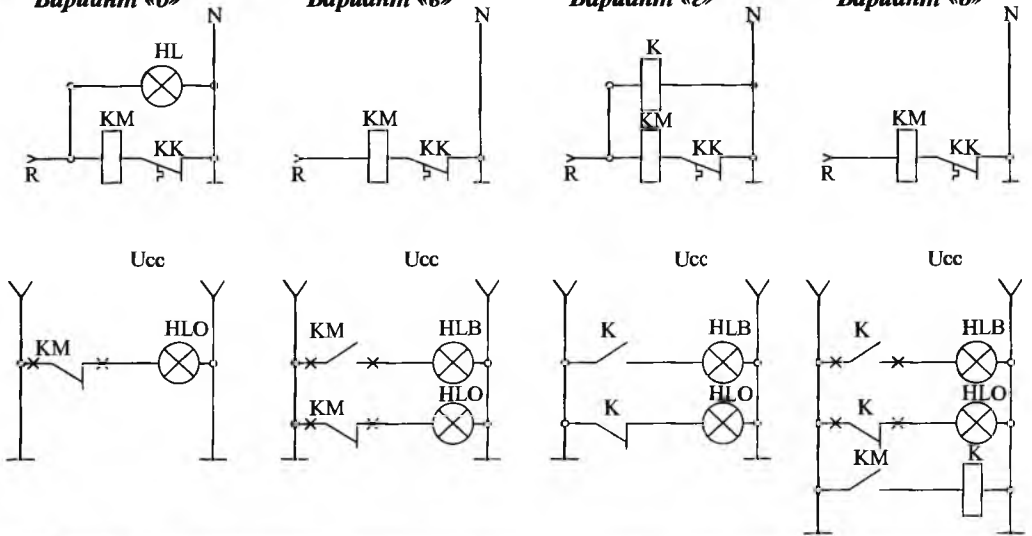 Вариант «б» Вариант «в» Вариант «г» Вариант «д»
N N N N
HL K
KM KM KM KM
KK KK KK KK
R R R R
Ucc Ucc Ucc Ucc
KM HLO KM HLB K HLB K HLB
KM HLO K HLO K HLO
KM K